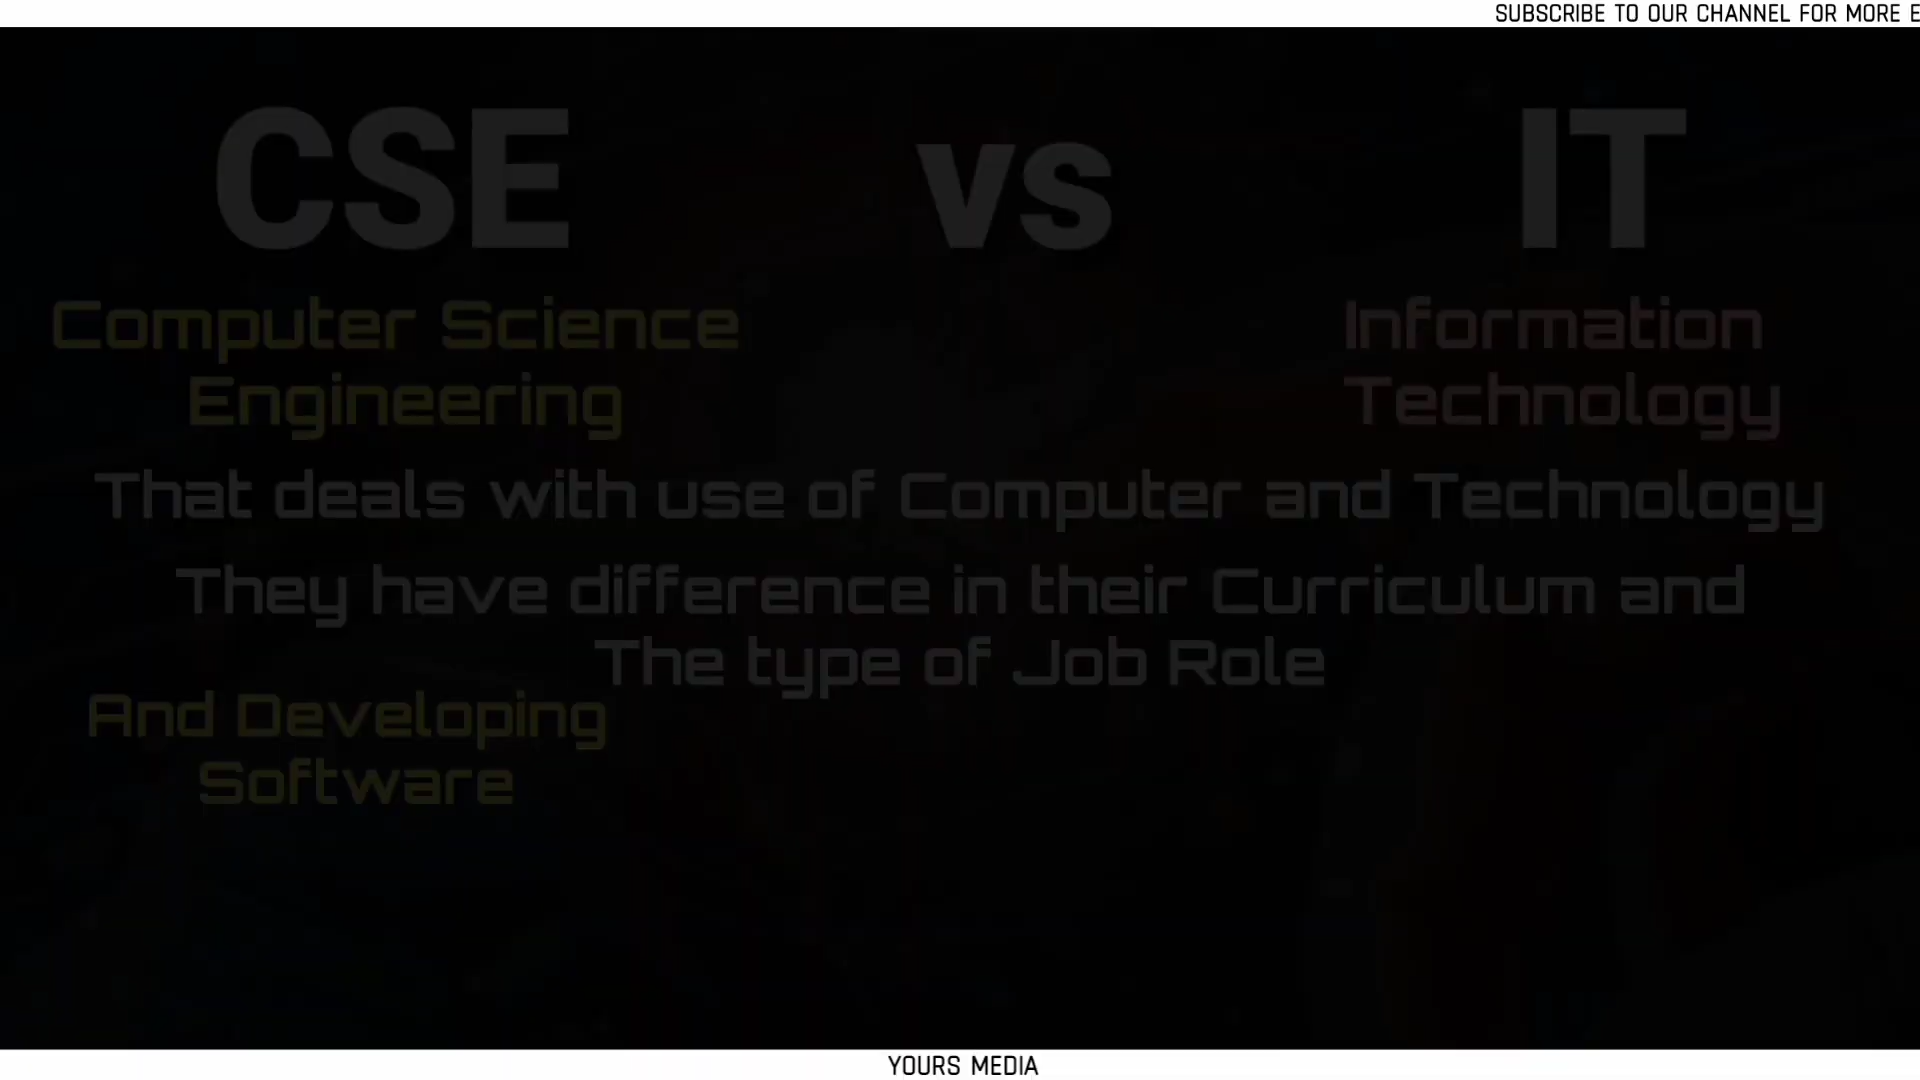 SUBSCRIBE TO OUR CHANNEL FOR MORE E
CSE vs IT
Computer Science
Engineering
Information
Technology
That deals with use of Computer and Technology
They have difference in their Curriculum and
The type of Job Role
And Developing
Software
YOURS MEDIA